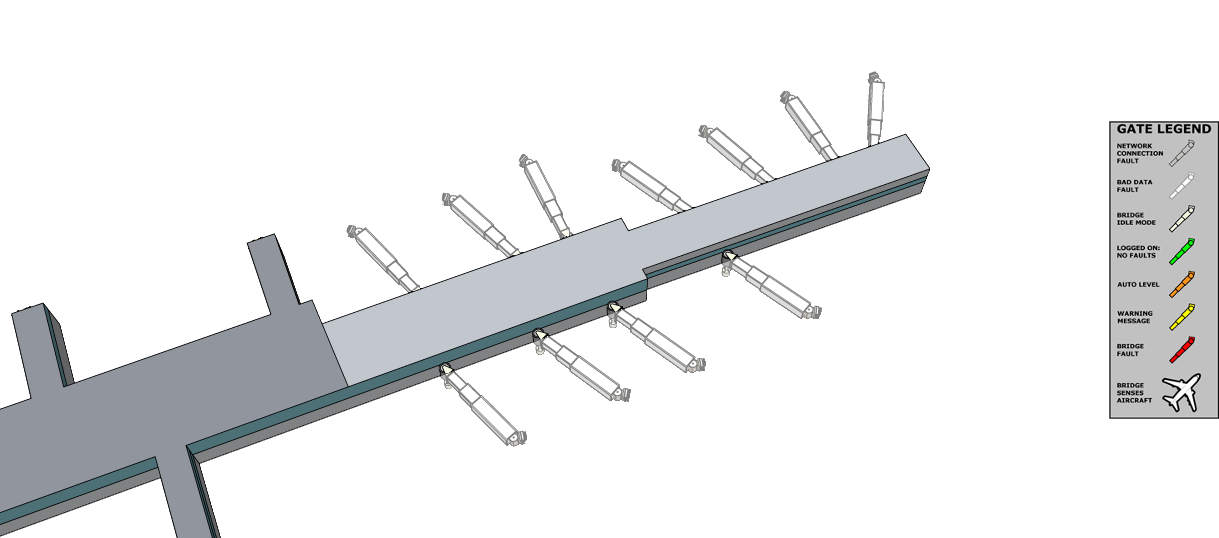 GATE LEGEND
NETWORK
CONNECTION
FAULT
BAD DATA
FAULT
BRIDGE
IDLE MODE
LOGGED ON:
NO FAULTS
AUTO LEVEL
WARNING
MESSAGE
BRIDGE
FAULT
BRIDGE
SENSES
AIRCRAFT